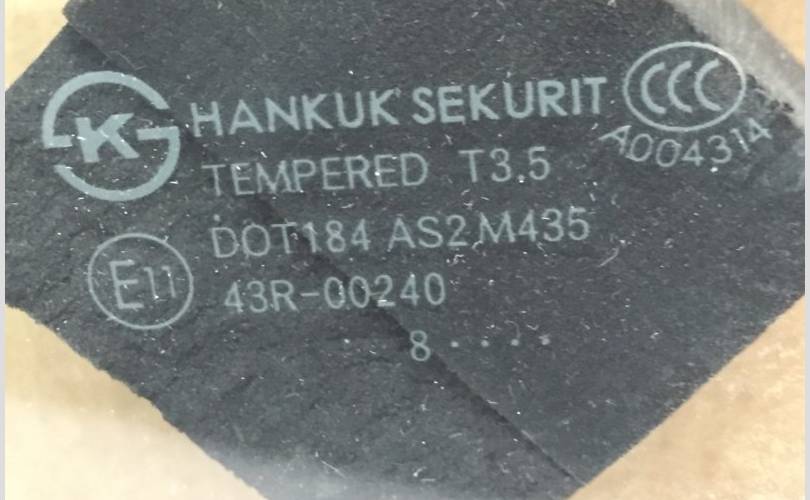 K HANKUK SEKURIT CCC
A004314
TEMPERED T3.5
DOT184 AS2 M435
E11 43R-00240
8 ....